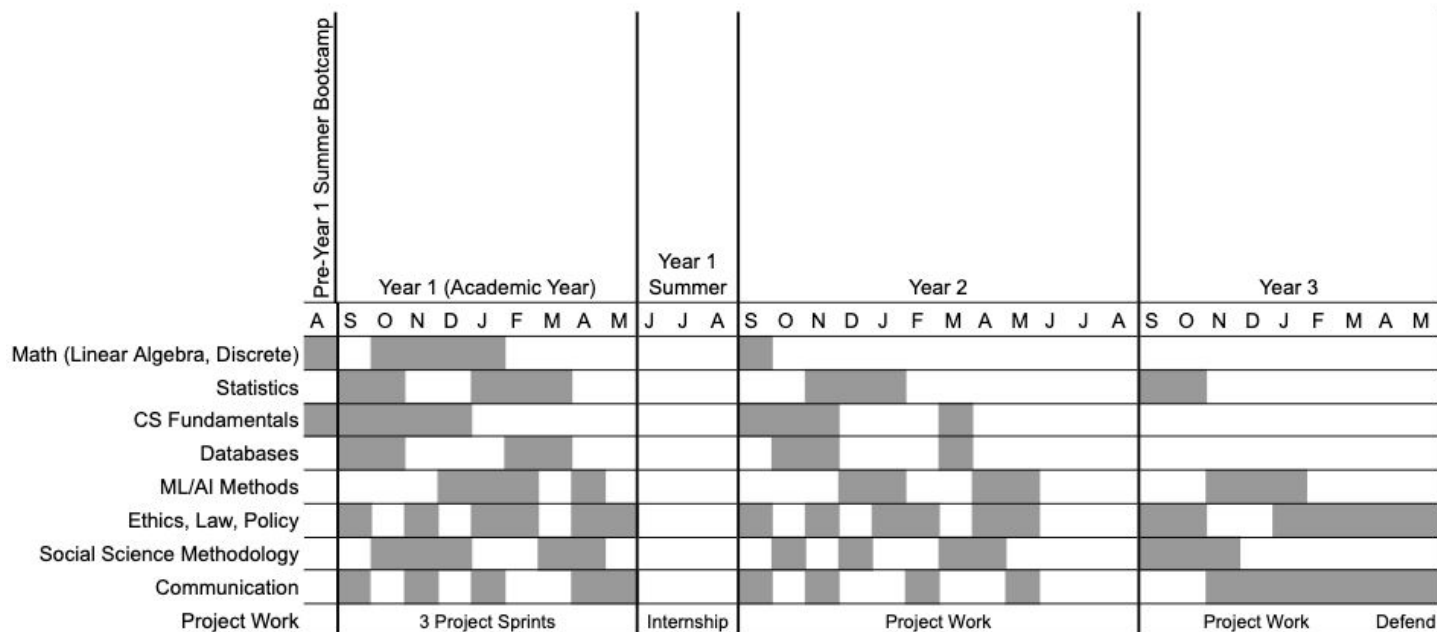 Pre-Year 1 Summer Bootcamp
Year 1 (Academic Year)
Year 1
Summer
Year 2
Year 3
A S O N D J F M A M J J A S O N D J F M A M J J A S O N D J F M A M
Math (Linear Algebra, Discrete)
Statistics
CS Fundamentals
Databases
ML/AI Methods
Ethics, Law, Policy
Social Science Methodology
Communication
Project Work 3 Project Sprints Internship Project Work Project Work Defend